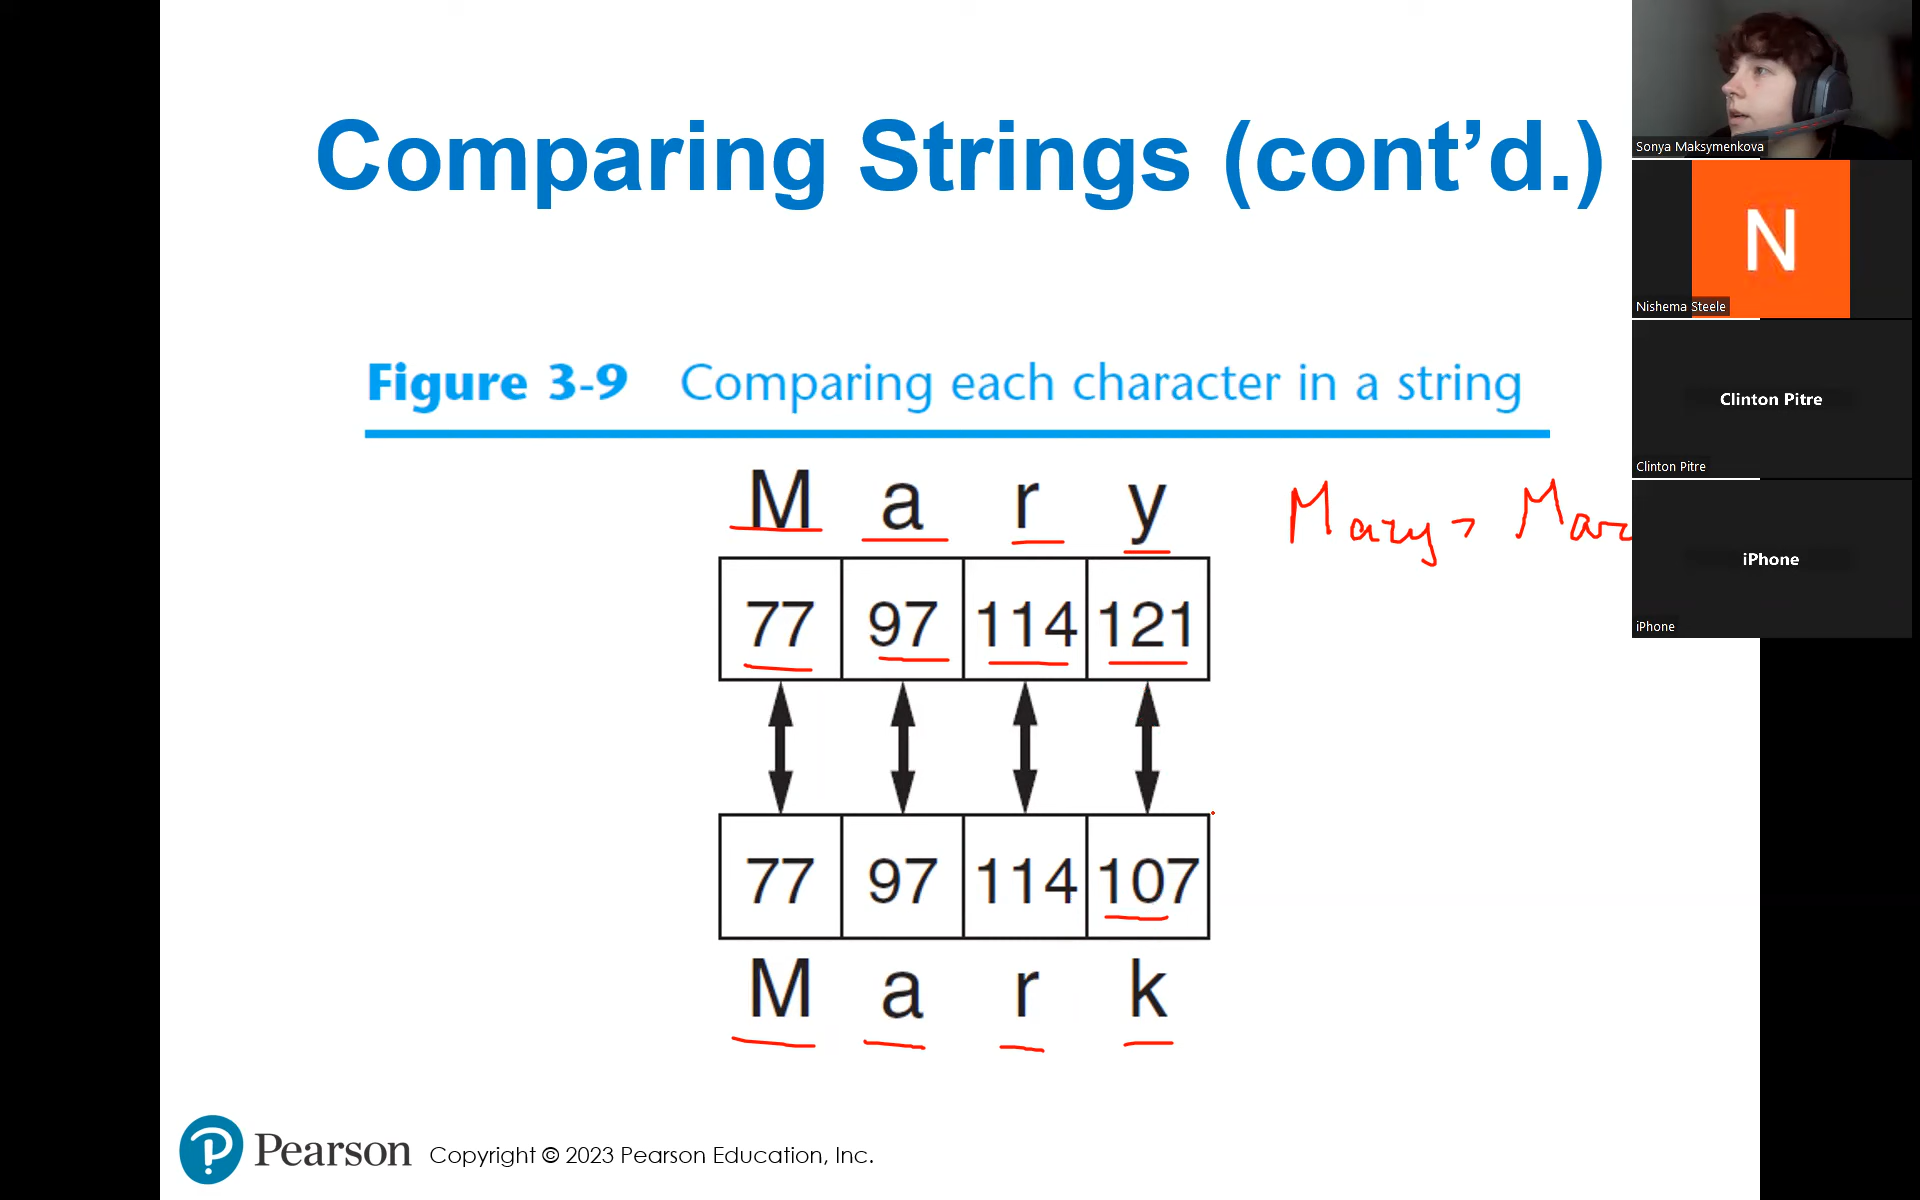 Comparing Strings (cont’d.)
Sonya Maksymenkova
N
Nishema Steele
Figure 3-9 Comparing each character in a string
Clinton Pitre
Clinton Pitre
M a r y
Mary >
77 97 114 121
iPhone
iPhone
77 97 114 107
M a r k
Pearson
Copyright © 2023 Pearson Education, Inc.